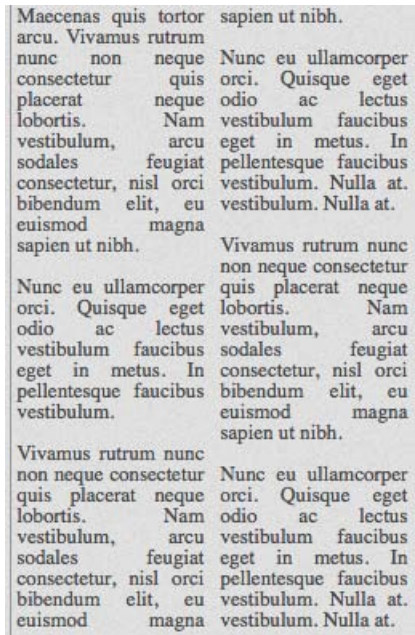 Maecenas quis tortor
arcu. Vivamus rutrum
nunc non neque
consectetur quis
placerat neque
lobortis. Nam
vestibulum, arcu
sodales feugiat
consectetur, nisl orci
bibendum elit, eu
euismod magna
sapien ut nibh.
Nunc eu ullamcorper
orci. Quisque eget
odio ac lectus
vestibulum faucibus
eget in metus. In
pellentesque faucibus
vestibulum.
Vivamus rutrum nunc
non neque consectetur
quis placerat neque
lobortis. Nam
vestibulum, arcu
sodales feugiat
consectetur, nisl orci
bibendum elit, eu
euismod magna
sapien ut nibh.
Nunc eu ullamcorper
orci. Quisque eget
odio ac lectus
vestibulum faucibus
eget in metus. In
pellentesque faucibus
vestibulum. Nulla at.
vestibulum. Nulla at.
Vivamus rutrum nunc
non neque consectetur
quis placerat neque
lobortis. Nam
vestibulum, arcu
sodales feugiat
consectetur, nisl orci
bibendum elit, eu
euismod magna
sapien ut nibh.
Nunc eu ullamcorper
orci. Quisque eget
odio ac lectus
vestibulum faucibus
eget in metus. In
pellentesque faucibus
vestibulum. Nulla at.
vestibulum. Nulla at.